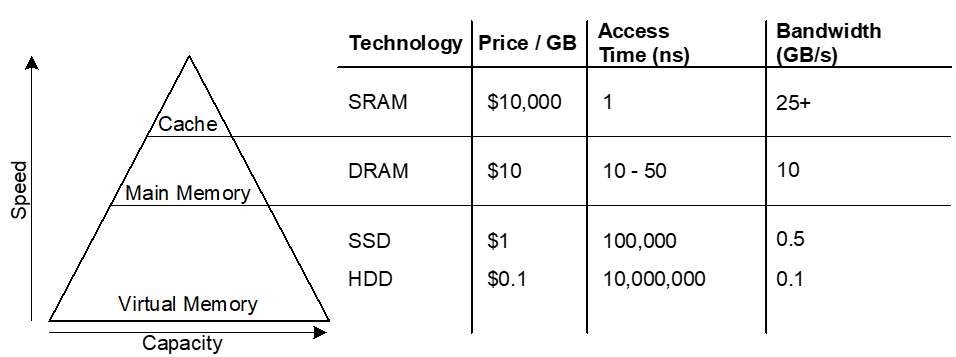 Technology Price / GB Access Time (ns) Bandwidth (GB/s)
SRAM $10,000 1 25+
Cache
DRAM $10 10 - 50 10
Main Memory
SSD $1 100,000 0.5
HDD $0.1 10,000,000 0.1
Virtual Memory
Speed
Capacity